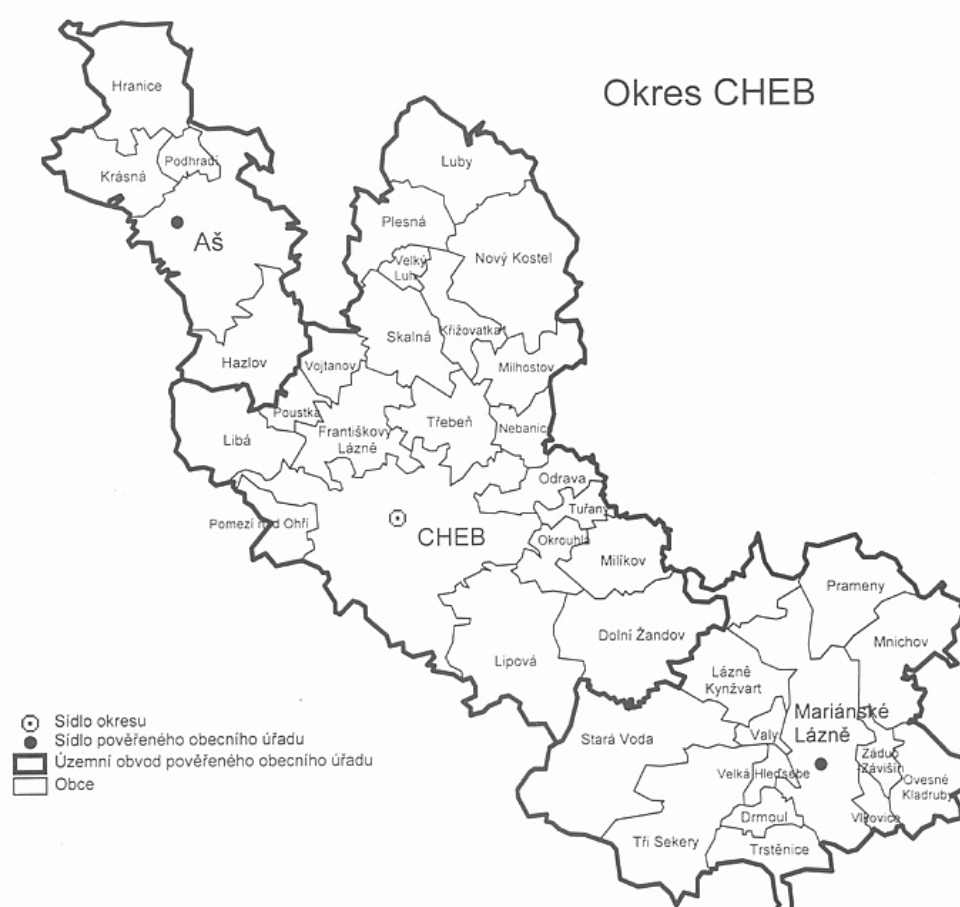 Okres CHEB
Hranice
Podhradí
Krásná
Aš
Hazlov
Luby
Plesná
Velký
Luh
Nový Kostel
Skalná
Křižovatka
Vojtanov
Milhostov
Poustka
Libá
Františkovy
Lázně
Třebeň
Nebanice
Odrava
Tuřany
Pomezí nad Ohří
CHEB
Okrouhlá
Milíkov
Lipová
Dolní Žandov
Prameny
Mnichov
Lázně
Kynžvart
Mariánské
Lázně
Stará Voda
Valy
Velká Hleďsebe
Zádub
-Závišín
Ovesné
Kladruby
Drmoul
Vlkovice
Tři Sekery
Trstěnice
Sídlo okresu
Sídlo pověřeného obecního úřadu
Územní obvod pověřeného obecního úřadu
Obce